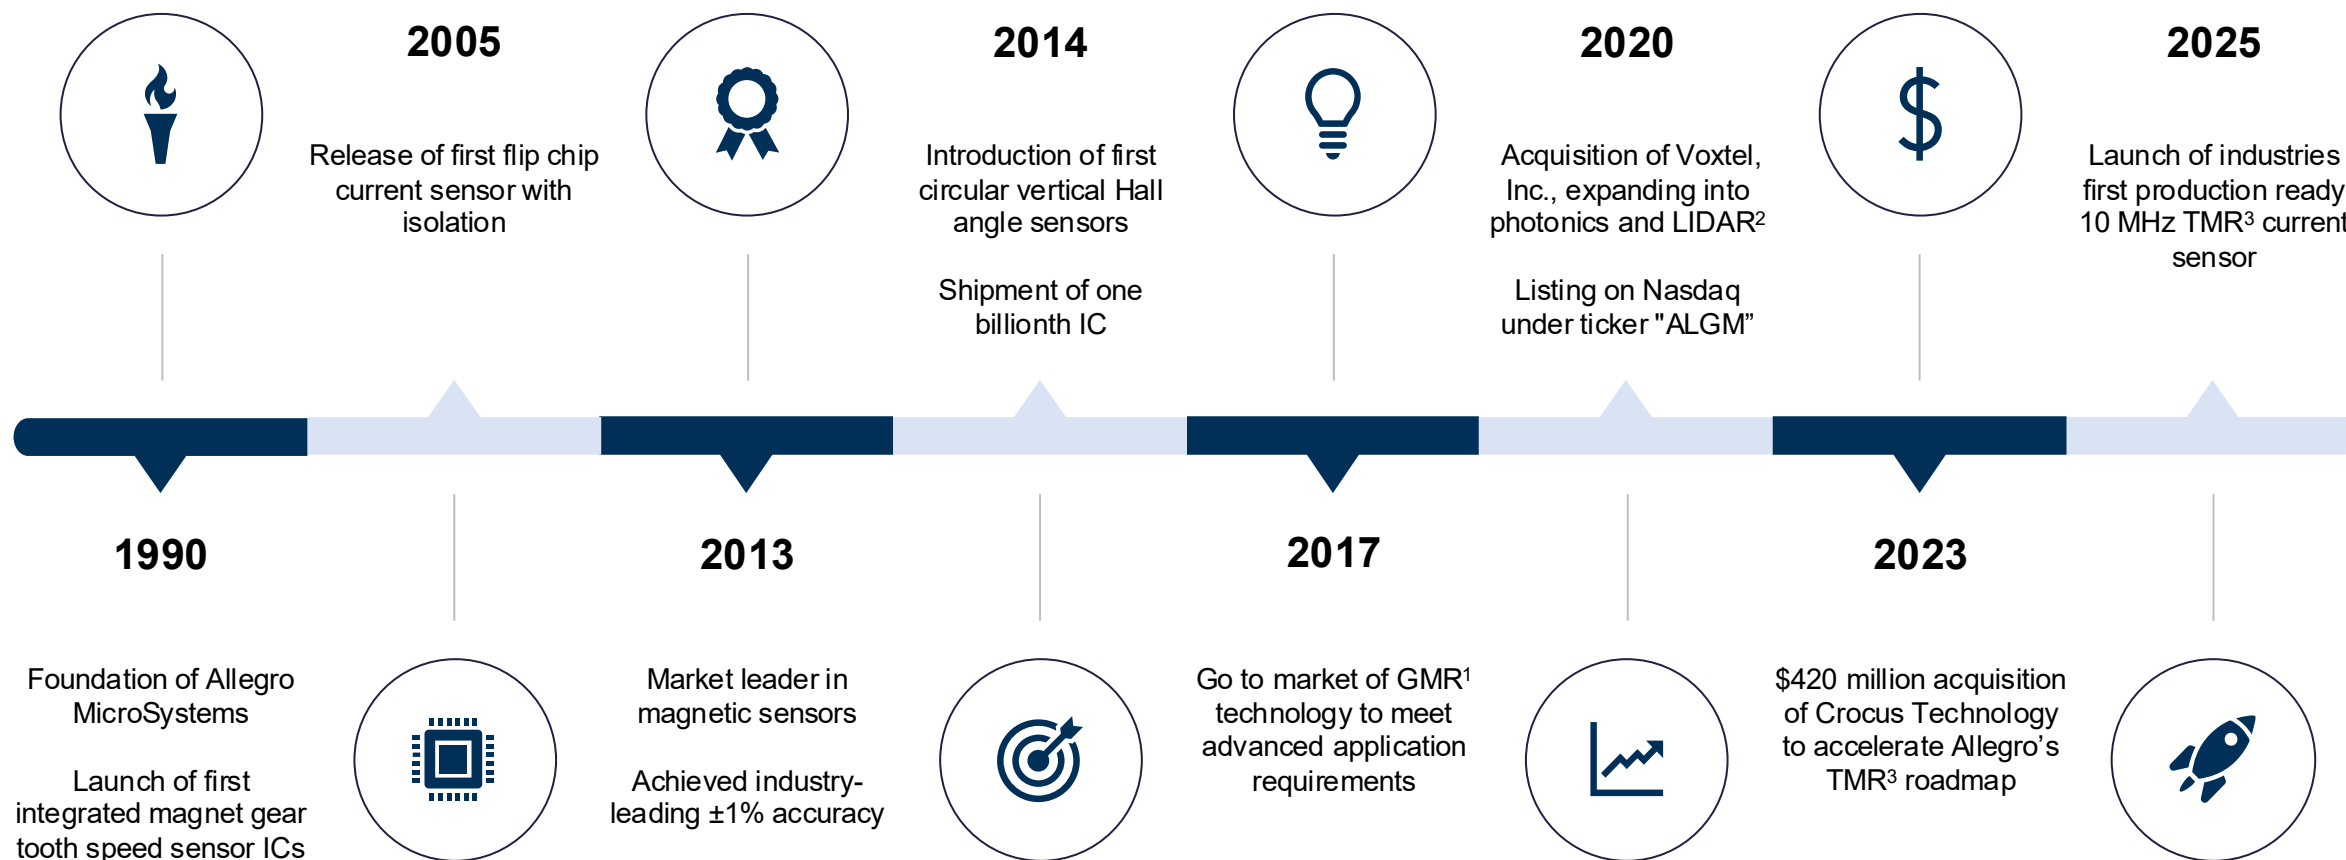 2005
Release of first flip chip
current sensor with
isolation
2014
Introduction of first
circular vertical Hall
angle sensors
Shipment of one
billionth IC
2020
Acquisition of Voxtel,
Inc., expanding into
photonics and LIDAR²
Listing on Nasdaq
under ticker "ALGM”
2025
Launch of industries
first production ready
10 MHz TMR³ current
sensor
1990
Foundation of Allegro
MicroSystems
Launch of first
integrated magnet gear
tooth speed sensor ICs
2013
Market leader in
magnetic sensors
Achieved industry-
leading ±1% accuracy
2017
Go to market of GMR¹
technology to meet
advanced application
requirements
2023
$420 million acquisition
of Crocus Technology
to accelerate Allegro’s
TMR³ roadmap